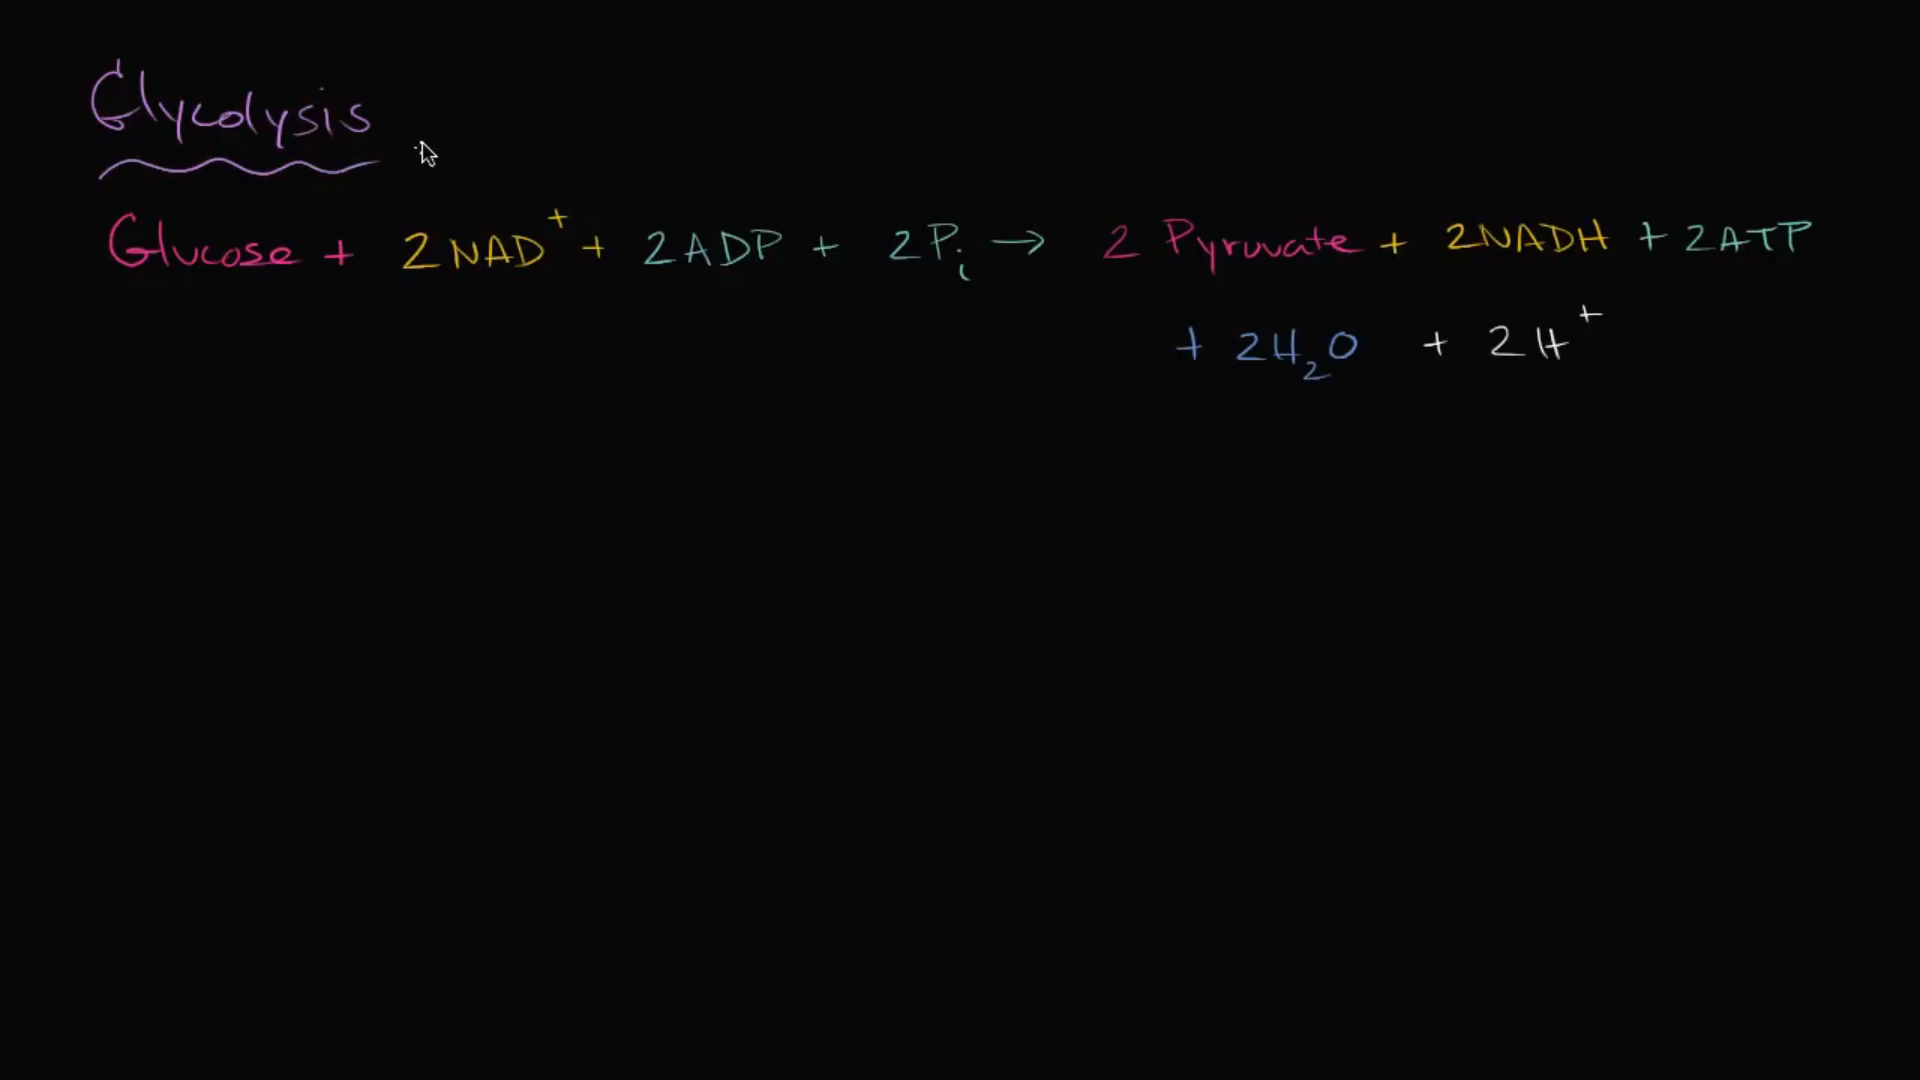 Glycolysis
Glucose + 2NAD⁺ + 2ADP + 2Pᵢ → 2 Pyruvate + 2NADH + 2ATP
+ 2H₂O + 2H⁺